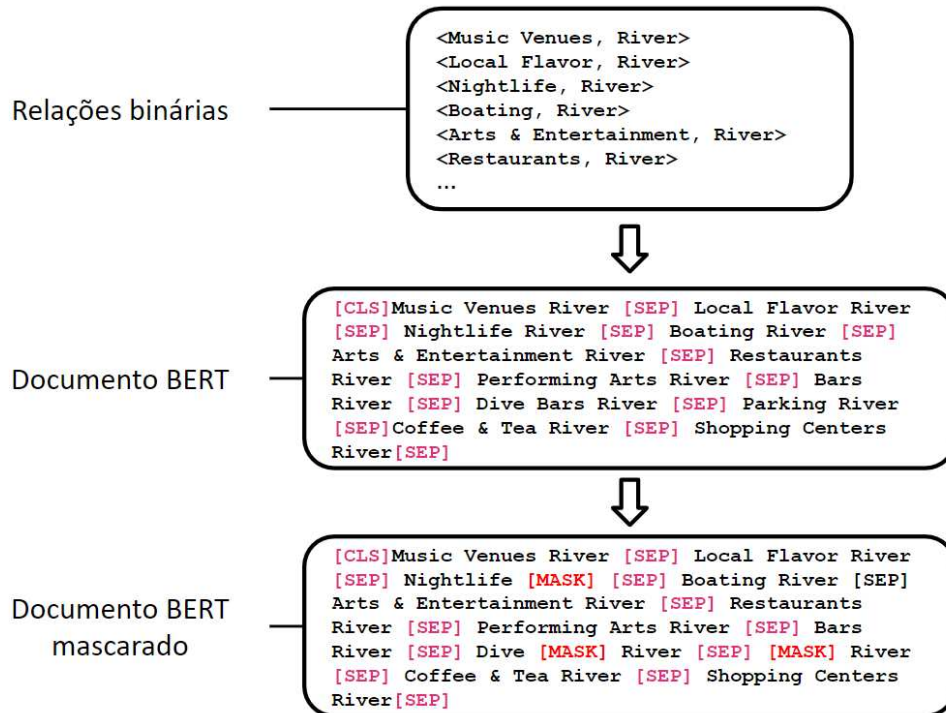 <Music Venues, River>
<Local Flavor, River>
<Nightlife, River>
<Boating, River>
<Arts & Entertainment, River>
<Restaurants, River>
...
Relações binárias
[CLS]Music Venues River [SEP] Local Flavor River
[SEP] Nightlife River [SEP] Boating River [SEP]
Arts & Entertainment River [SEP] Restaurants
River [SEP] Performing Arts River [SEP] Bars
River [SEP] Dive Bars River [SEP] Parking River
[SEP]Coffee & Tea River [SEP] Shopping Centers
River[SEP]
Documento BERT
[CLS]Music Venues River [SEP] Local Flavor River
[SEP] Nightlife [MASK] [SEP] Boating River [SEP]
Arts & Entertainment River [SEP] Restaurants
River [SEP] Performing Arts River [SEP] Bars
River [SEP] Dive [MASK] River [SEP] [MASK] River
[SEP] Coffee & Tea River [SEP] Shopping Centers
River[SEP]
Documento BERT
mascarado